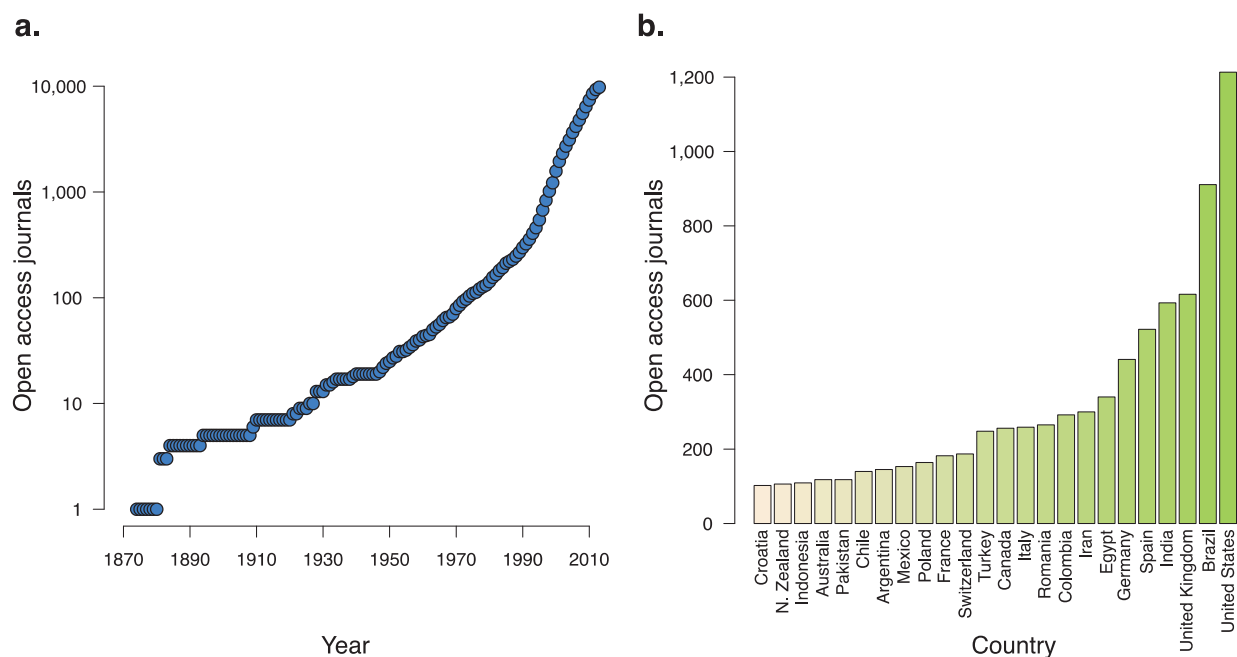 a.
Open access journals
10,000
1,000
100
10
1
1870 1890 1910 1930 1950 1970 1990 2010
Year
b.
Open access journals
1,200
1,000
800
600
400
200
0
Croatia
N. Zealand
Indonesia
Australia
Pakistan
Chile
Argentina
Mexico
Poland
France
Switzerland
Turkey
Canada
Italy
Romania
Colombia
Iran
Egypt
Germany
Spain
India
United Kingdom
Brazil
United States
Country